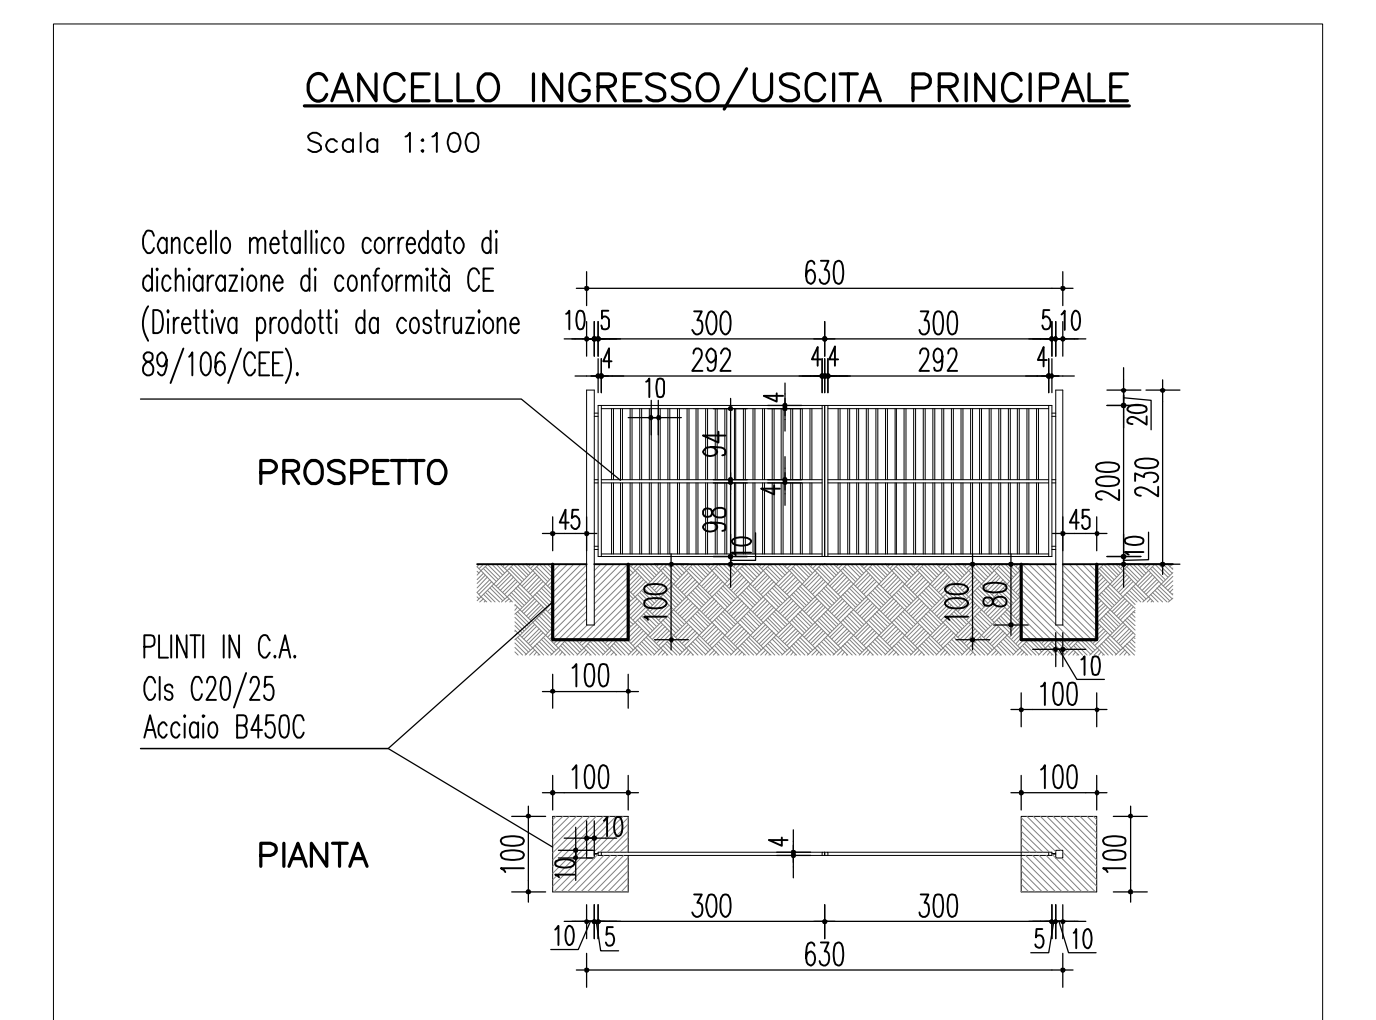 CANCELLO INGRESSO/USCITA PRINCIPALE
Scala 1:100
Cancello metallico corredato di
dichiarazione di conformità CE
(Direttiva prodotti da costruzione
89/106/CEE).
630
10 5 300 300 5 10
4 292 4 4 292 4
10
4
94
4
98
10
20
200
230
10
PROSPETTO
45
45
100
100
80
10
100
100
PLINTI IN C.A.
Cls C20/25
Acciaio B450C
100
100
100
10
10
4
100
PIANTA
300 300
10 5 5 10
630